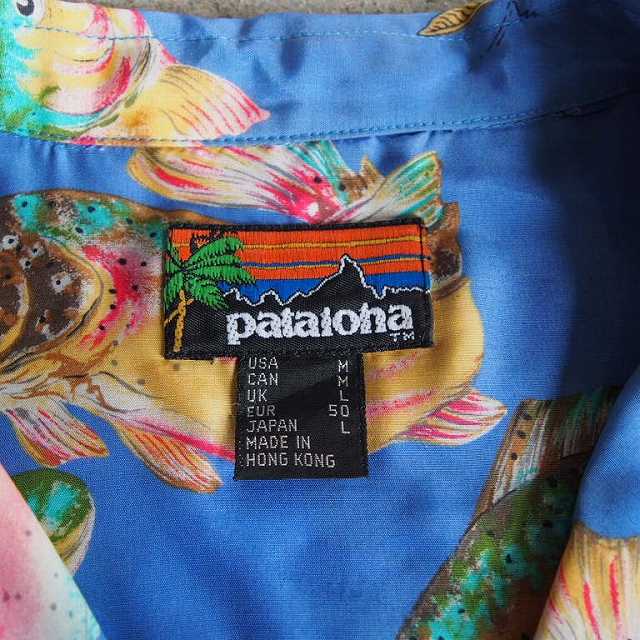 pataloha
TM
USA M
CAN M
UK L
EUR 50
JAPAN L
MADE IN
HONG KONG